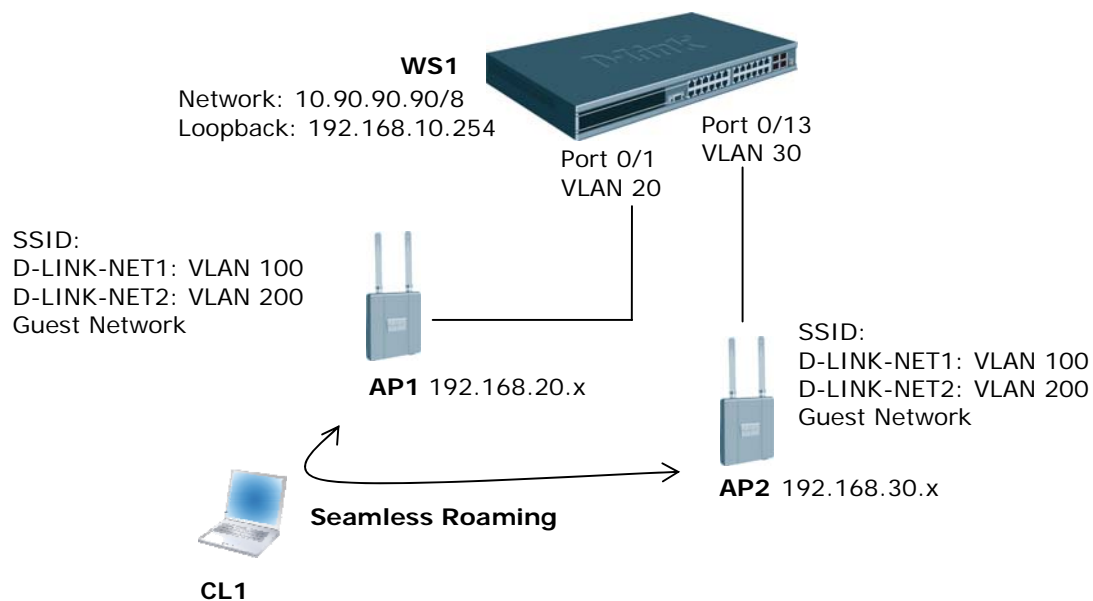 D-Link
WS1
Network: 10.90.90.90/8
Loopback: 192.168.10.254
Port 0/13
VLAN 30
Port 0/1
VLAN 20
SSID:
D-LINK-NET1: VLAN 100
D-LINK-NET2: VLAN 200
Guest Network
AP1 192.168.20.x
SSID:
D-LINK-NET1: VLAN 100
D-LINK-NET2: VLAN 200
Guest Network
AP2 192.168.30.x
Seamless Roaming
CL1